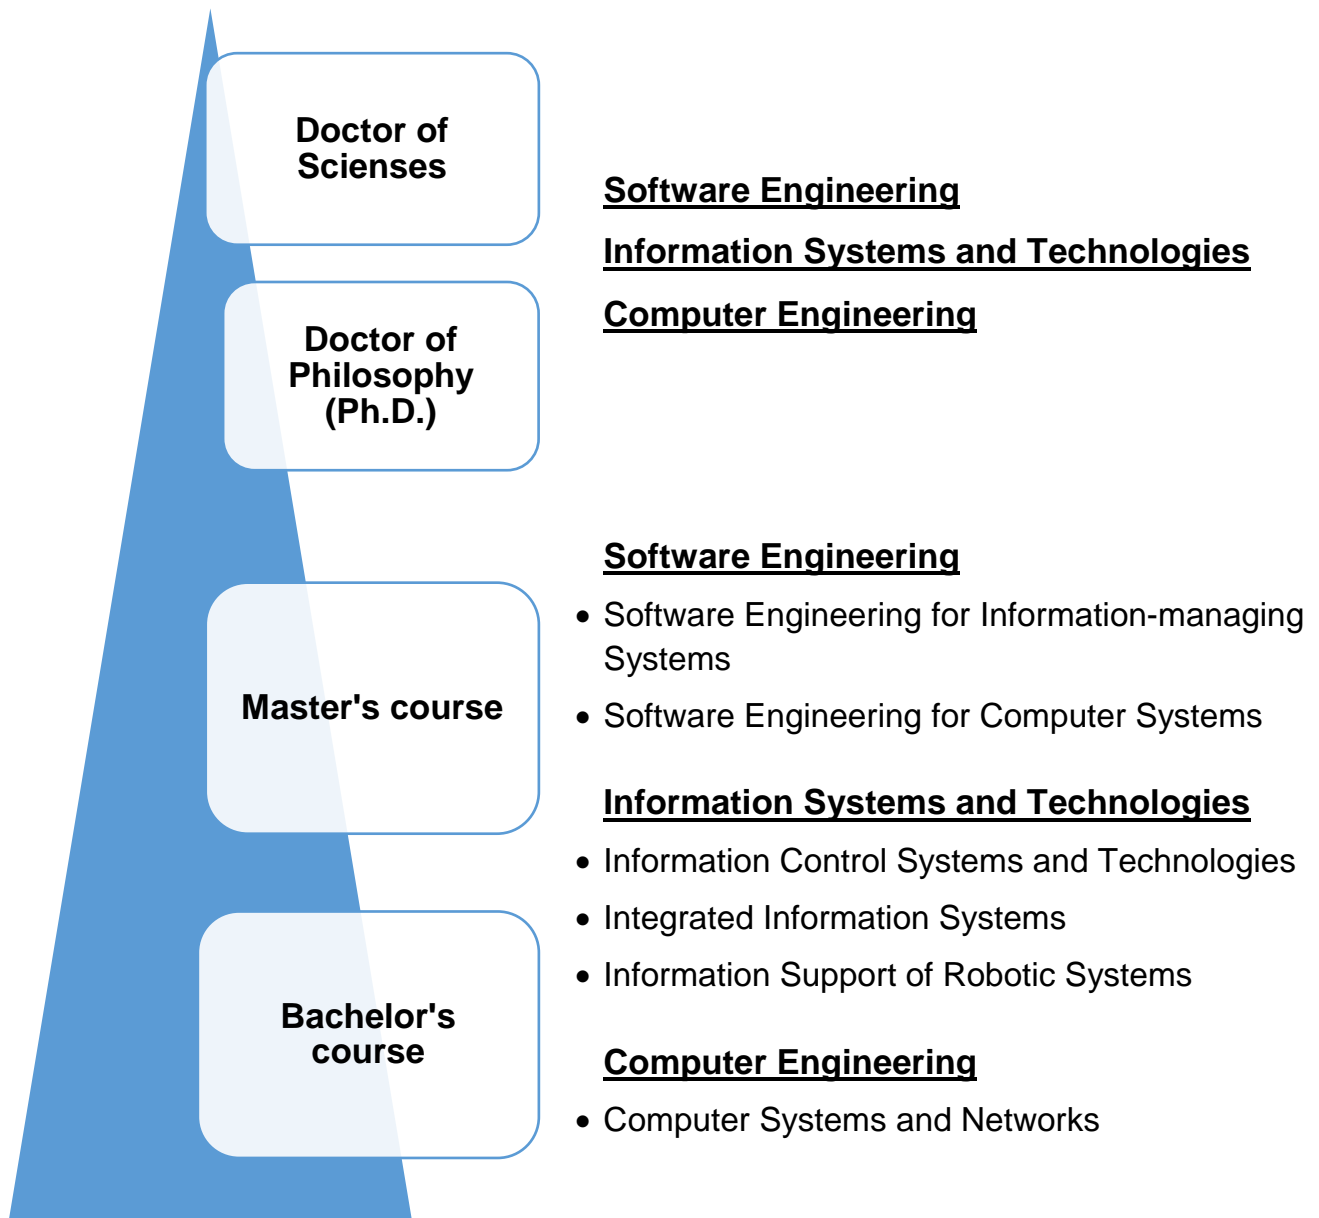 Doctor of
Scienses
Doctor of
Philosophy
(Ph.D.)
Master's course
Bachelor's
course
Software Engineering
Information Systems and Technologies
Computer Engineering
Software Engineering
• Software Engineering for Information-managing
Systems
• Software Engineering for Computer Systems
Information Systems and Technologies
• Information Control Systems and Technologies
• Integrated Information Systems
• Information Support of Robotic Systems
Computer Engineering
• Computer Systems and Networks